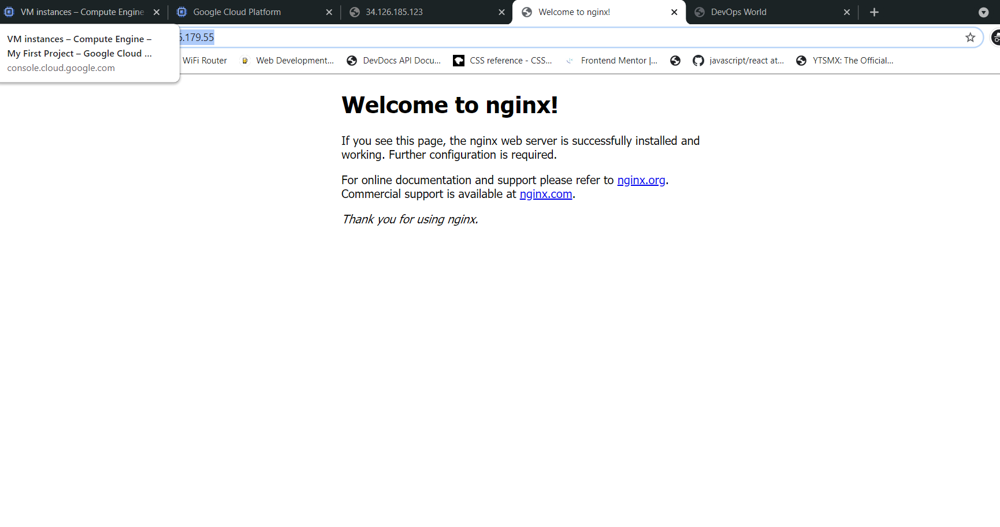 VM instances – Compute Engine
Google Cloud Platform
34.126.185.123
Welcome to nginx!
DevOps World
VM instances – Compute Engine –
My First Project – Google Cloud ...
console.cloud.google.com
.179.55
WiFi Router
Web Development...
DevDocs API Docu...
CSS reference - CSS...
Frontend Mentor |...
javascript/react at...
YTSMX: The Official...
Welcome to nginx!
If you see this page, the nginx web server is successfully installed and
working. Further configuration is required.
For online documentation and support please refer to nginx.org.
Commercial support is available at nginx.com.
Thank you for using nginx.